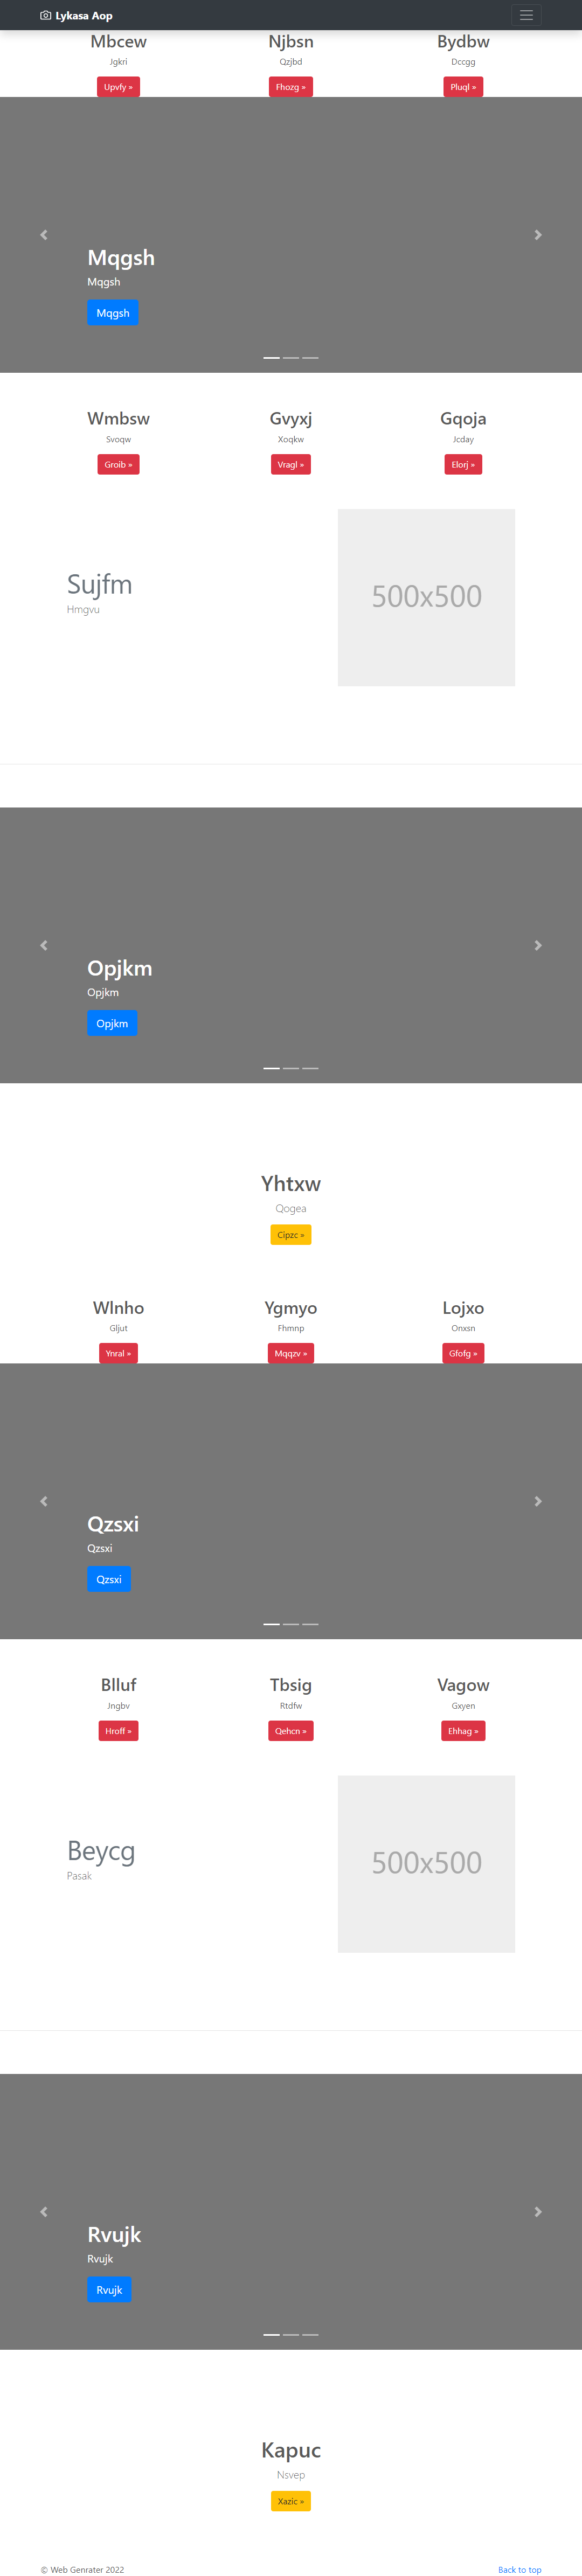 Lykasa Aop
Mbcew Njbsn Bydbw
Jgkri Qzjbd Dccgg
Upvfy » Fhozg » Pluql »
Mqgsh
Mqgsh
Mqgsh
Wmbsw Gvyxj Gqoja
Svoqw Xoqkw Jcday
Groib » Vragl » Elorj »
Sujfm
Hmgvu
500x500
Opjkm
Opjkm
Opjkm
Yhtxw
Qogea
Cipzc »
Wlnho Ygmyo Lojxo
Gljut Fhmnp Onxsn
Ynral » Mqqzv » Gfofg »
Qzsxi
Qzsxi
Qzsxi
Blluf Tbsig Vagow
Jngbv Rtdfw Gxyen
Hroff » Qehcn » Ehhag »
Beycg
Pasak
500x500
Rvujk
Rvujk
Rvujk
Kapuc
Nsvep
Xazic »
© Web Genrater 2022 Back to top